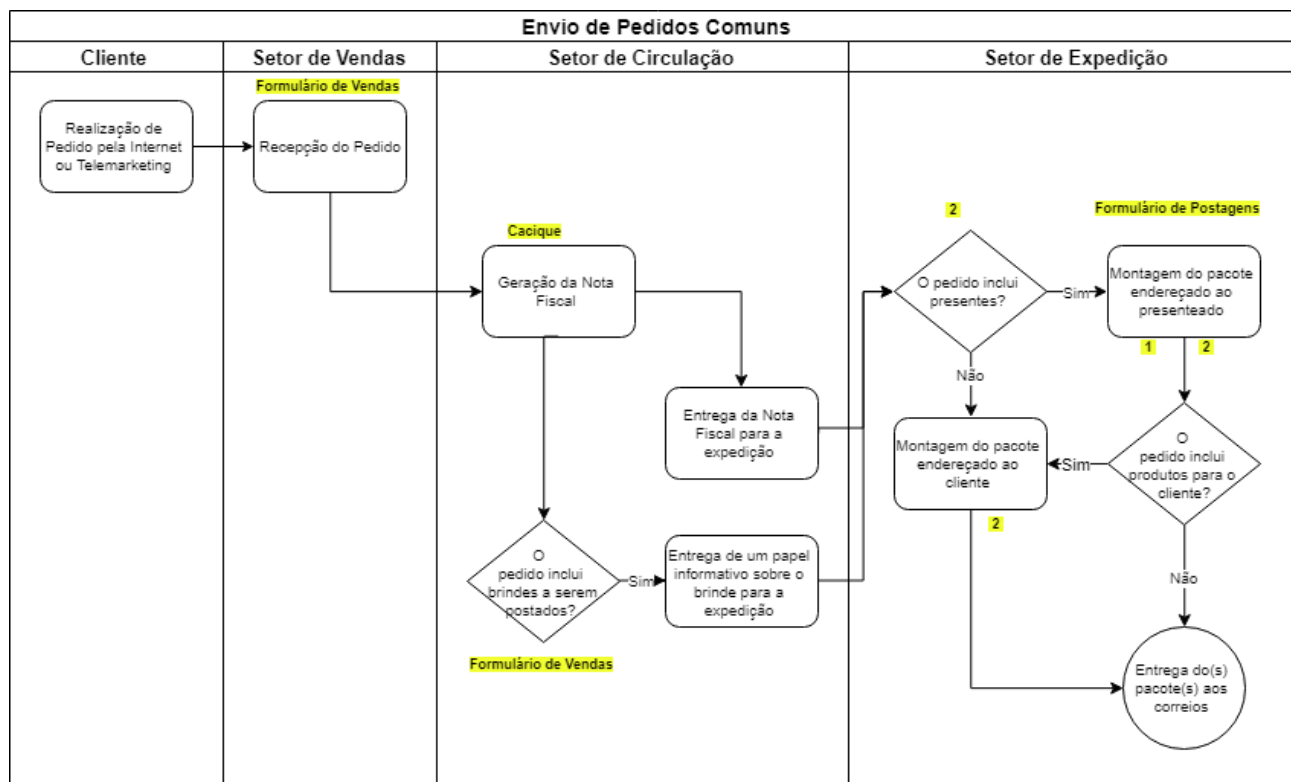 Envio de Pedidos Comuns
Cliente
Setor de Vendas
Setor de Circulação
Setor de Expedição
Formulário de Vendas
Realização de
Pedido pela Internet
ou Telemarketing
Recepção do Pedido
Cacique
Geração da Nota
Fiscal
Entrega da Nota
Fiscal para a
expedição
O
pedido inclui
brindes a serem
postados?
Sim
Entrega de um papel
informativo sobre o
brinde para a
expedição
Formulário de Vendas
2
O pedido inclui
presentes?
Sim
Formulário de Postagens
Montagem do pacote
endereçado ao
presenteado
1
2
Não
Montagem do pacote
endereçado ao
cliente
2
Sim
O
pedido inclui
produtos para o
cliente?
Não
Entrega do(s)
pacote(s) aos
correios